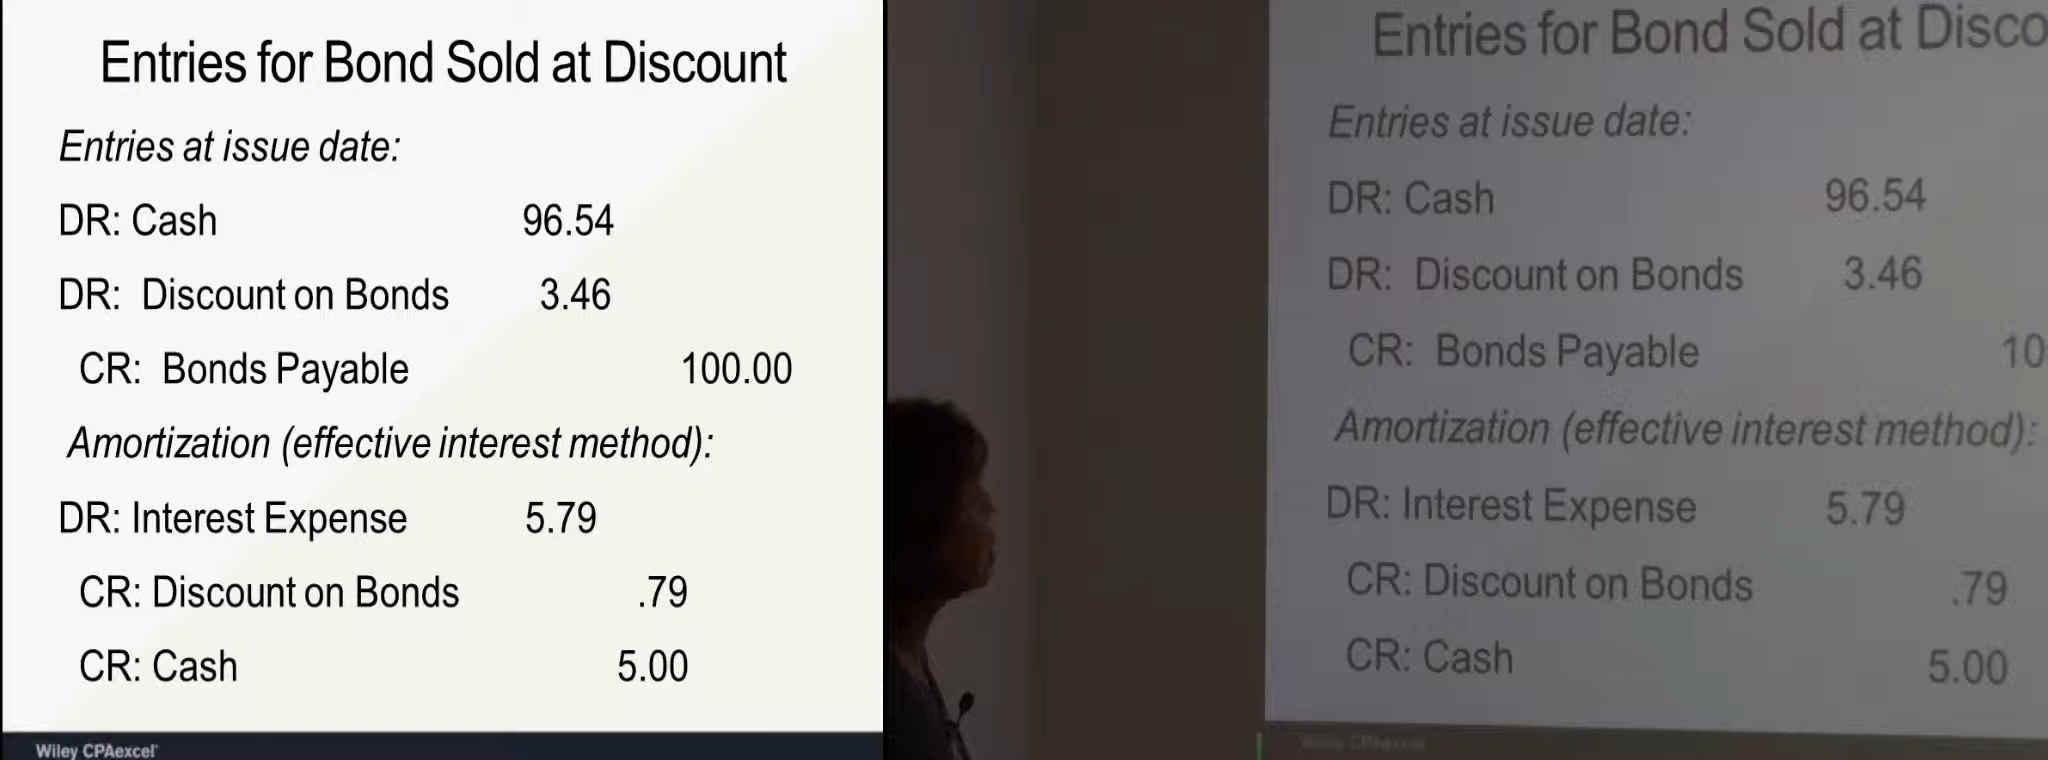 Entries for Bond Sold at Discount
Entries at issue date:
DR: Cash 96.54
DR: Discount on Bonds 3.46
CR: Bonds Payable 100.00
Amortization (effective interest method):
DR: Interest Expense 5.79
CR: Discount on Bonds .79
CR: Cash 5.00
Wiley CPAexcel
Entries for Bond Sold at Disco
Entries at issue date:
DR: Cash 96.54
DR: Discount on Bonds 3.46
CR: Bonds Payable 10
Amortization (effective interest method):
DR: Interest Expense 5.79
CR: Discount on Bonds .79
CR: Cash 5.00
Wiley CPAexcel